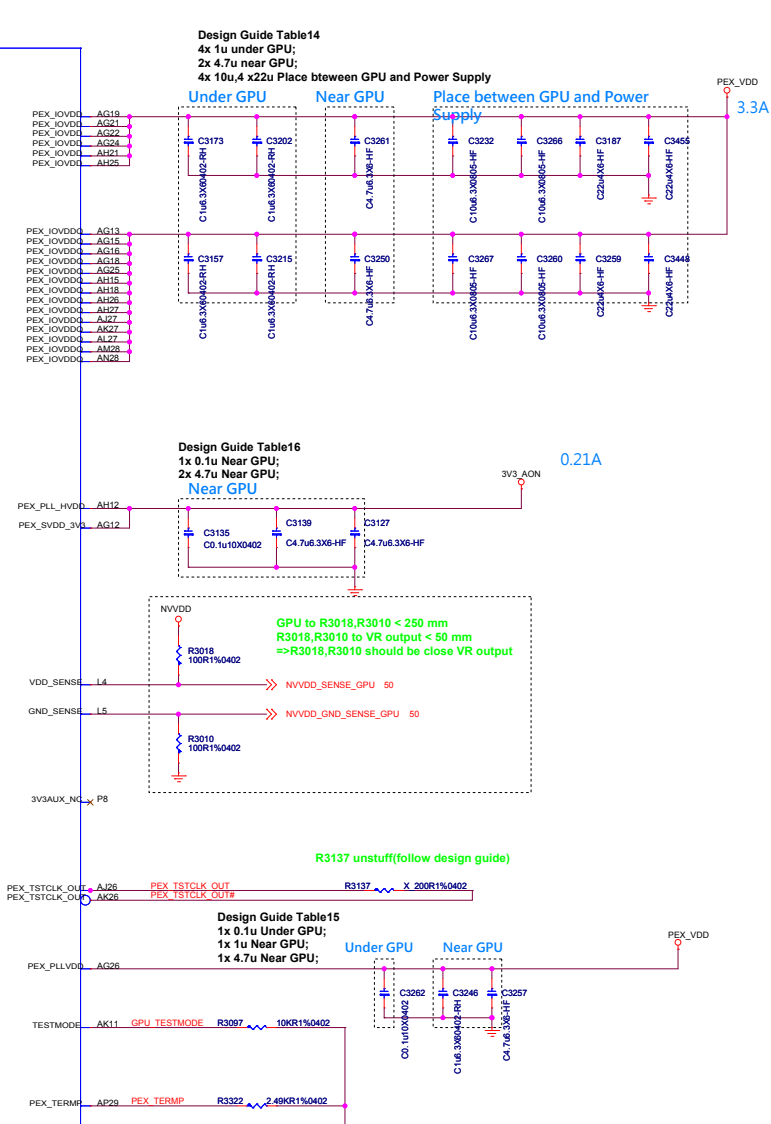 Design Guide Table14
4x 1u under GPU;
2x 4.7u near GPU;
4x 10u,4 x22u Place bteween GPU and Power Supply
Under GPU
Near GPU
Place between GPU and Power
Supply
PEX_VDD
3.3A
PEX_IOVDD AG19
PEX_IOVDD AG21
PEX_IOVDD AG22
PEX_IOVDD AG24
PEX_IOVDD AH21
PEX_IOVDD AH25
C3173
C1u6.3X60402-RH
C3202
C1u6.3X60402-RH
C3261
C4.7u6.3X6-HF
C3232
C10u6.3X0805-HF
C3266
C10u6.3X0805-HF
C3187
C22u4X6-HF
C3455
C22u4X6-HF
PEX_IOVDDQ AG13
PEX_IOVDDQ AG15
PEX_IOVDDQ AG16
PEX_IOVDDQ AG18
PEX_IOVDDQ AG25
PEX_IOVDDQ AH15
PEX_IOVDDQ AH18
PEX_IOVDDQ AH26
PEX_IOVDDQ AH27
PEX_IOVDDQ AJ27
PEX_IOVDDQ AK27
PEX_IOVDDQ AL27
PEX_IOVDDQ AM28
PEX_IOVDDQ AN28
C3157
C1u6.3X60402-RH
C3215
C1u6.3X60402-RH
C3250
C4.7u6.3X6-HF
C3267
C10u6.3X0805-HF
C3260
C10u6.3X0805-HF
C3259
C22u4X6-HF
C3448
C22u4X6-HF
Design Guide Table16
1x 0.1u Near GPU;
2x 4.7u Near GPU;
Near GPU
3V3_AON
0.21A
PEX_PLL_HVDD AH12
PEX_SVDD_3V3 AG12
C3135
C0.1u10X0402
C3139
C4.7u6.3X6-HF
C3127
C4.7u6.3X6-HF
NVVDD
GPU to R3018,R3010 < 250 mm
R3018,R3010 to VR output < 50 mm
=>R3018,R3010 should be close VR output
R3018
100R1%0402
VDD_SENSE L4
NVVDD_SENSE_GPU 50
GND_SENSE L5
NVVDD_GND_SENSE_GPU 50
R3010
100R1%0402
3V3AUX_NC P8
R3137 unstuff(follow design guide)
PEX_TSTCLK_OUT AJ26 PEX_TSTCLK_OUT R3137 X_200R1%0402
PEX_TSTCLK_OUT AK26 PEX_TSTCLK_OUT#
Design Guide Table15
1x 0.1u Under GPU;
1x 1u Near GPU;
1x 4.7u Near GPU;
Under GPU
Near GPU
PEX_VDD
PEX_PLLVDD AG26
C3262
C0.1u10X0402
C3246
C1u6.3X60402-RH
C3257
C4.7u6.3X6-HF
TESTMODE AK11 GPU_TESTMODE R3097 10KR1%0402
PEX_TERMP AP29 PEX_TERMP R3322 2.49KR1%0402